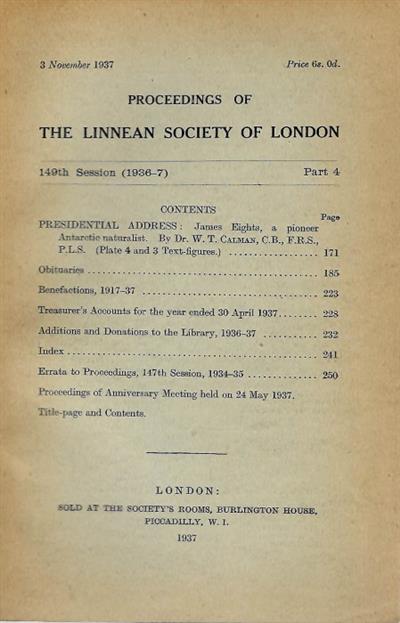 3 November 1937 Price 6s. 0d.
PROCEEDINGS OF
THE LINNEAN SOCIETY OF LONDON
149th Session (1936-7) Part 4
CONTENTS
Page
PRESIDENTIAL ADDRESS: James Eights, a pioneer
Antarctic naturalist. By Dr. W. T. CALMAN, C.B., F.R.S.,
P.L.S. (Plate 4 and 3 Text-figures.) .................. 171
Obituaries .................. 185
Benefactions, 1917-37 .................. 223
Treasurer's Accounts for the year ended 30 April 1937........ 228
Additions and Donations to the Library, 1936-37 ............ 232
Index .................. 241
Errata to Proceedings, 147th Session, 1934-35 .............. 250
Proceedings of Anniversary Meeting held on 24 May 1937.
Title-page and Contents.
LONDON:
SOLD AT THE SOCIETY'S ROOMS, BURLINGTON HOUSE,
PICCADILLY, W. 1.
1937